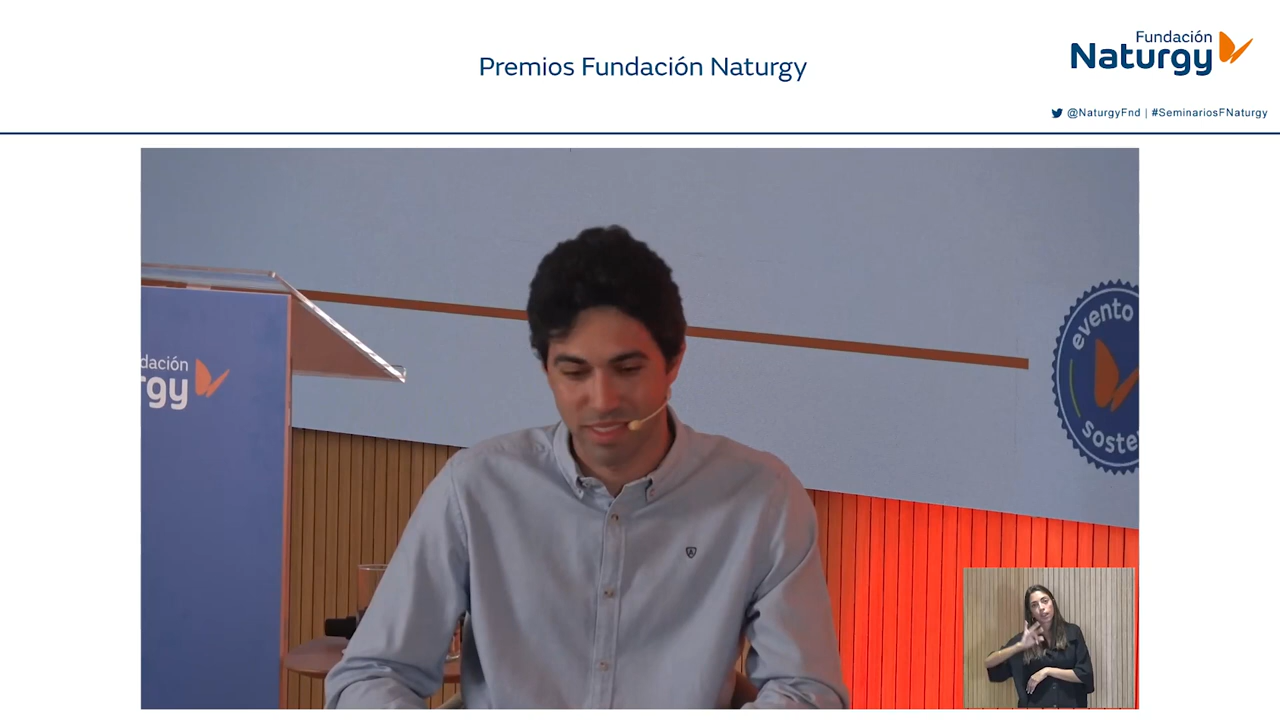 Premios Fundación Naturgy
Fundación
Naturgy
@NaturgyFnd | #SeminariosFNaturgy
dación
rgy
evento
soste